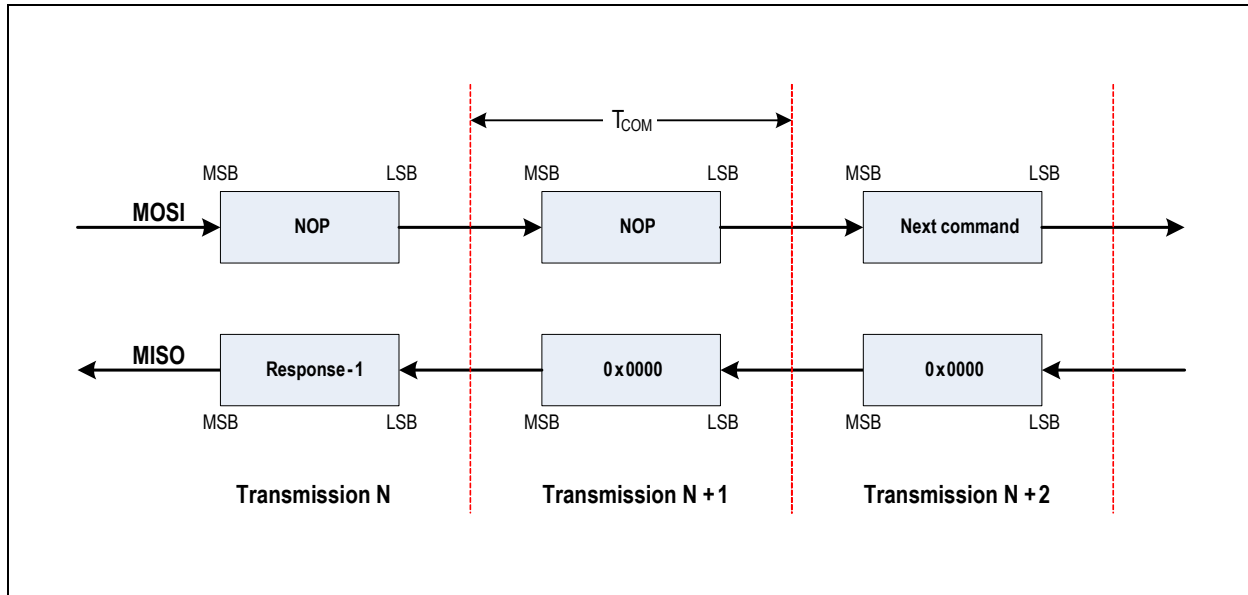 T_COM
MSB LSB MSB LSB MSB LSB
MOSI NOP NOP Next command
MISO Response-1 0x0000 0x0000
MSB LSB MSB LSB MSB LSB
Transmission N Transmission N+1 Transmission N+2